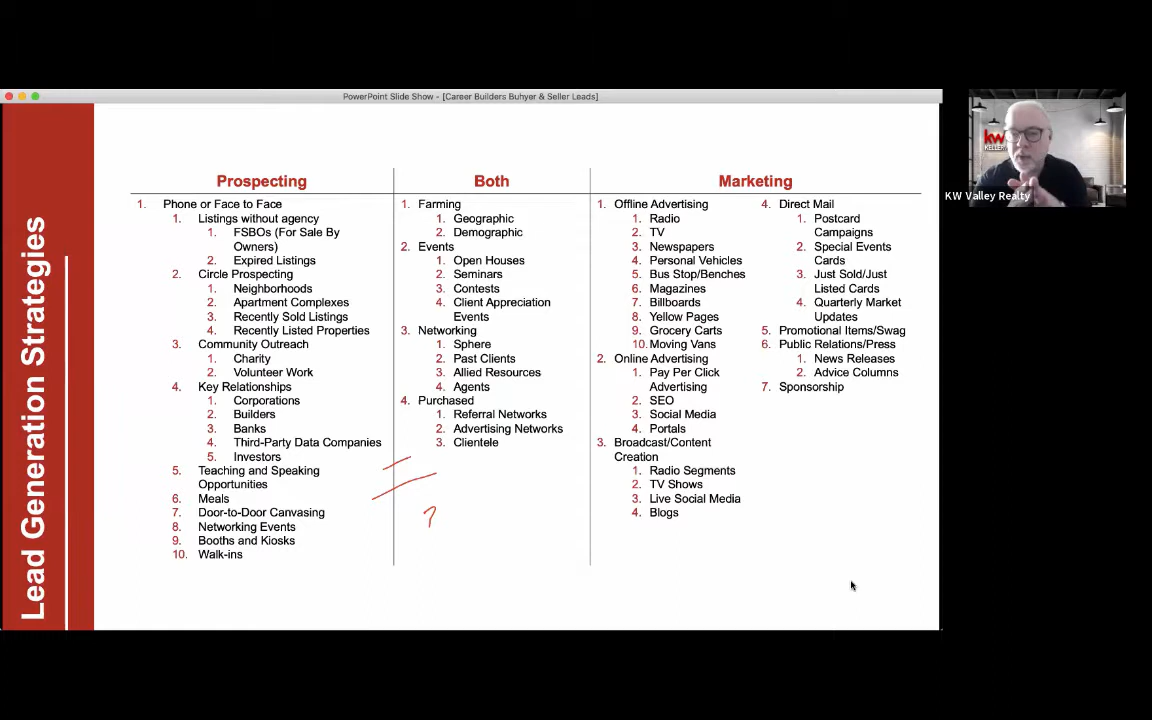 PowerPoint Slide Show - [Career Builders Buhyer & Seller Leads]
Lead Generation Strategies
Prospecting
1. Phone or Face to Face
1. Listings without agency
1. FSBOs (For Sale By
Owners)
2. Expired Listings
2. Circle Prospecting
1. Neighborhoods
2. Apartment Complexes
3. Recently Sold Listings
4. Recently Listed Properties
3. Community Outreach
1. Charity
2. Volunteer Work
4. Key Relationships
1. Corporations
2. Builders
3. Banks
4. Third-Party Data Companies
5. Investors
5. Teaching and Speaking
Opportunities
6. Meals
7. Door-to-Door Canvasing
8. Networking Events
9. Booths and Kiosks
10. Walk-ins
Both
1. Farming
1. Geographic
2. Demographic
2. Events
1. Open Houses
2. Seminars
3. Contests
4. Client Appreciation
Events
3. Networking
1. Sphere
2. Past Clients
3. Allied Resources
4. Agents
4. Purchased
1. Referral Networks
2. Advertising Networks
3. Clientele
?
Marketing
1. Offline Advertising
1. Radio
2. TV
3. Newspapers
4. Personal Vehicles
5. Bus Stop/Benches
6. Magazines
7. Billboards
8. Yellow Pages
9. Grocery Carts
10. Moving Vans
2. Online Advertising
1. Pay Per Click
Advertising
2. SEO
3. Social Media
4. Portals
3. Broadcast/Content
Creation
1. Radio Segments
2. TV Shows
3. Live Social Media
4. Blogs
4. Direct Mail
1. Postcard
Campaigns
2. Special Events
Cards
3. Just Sold/Just
Listed Cards
4. Quarterly Market
Updates
5. Promotional Items/Swag
6. Public Relations/Press
1. News Releases
2. Advice Columns
7. Sponsorship
kw
KW Valley Realty